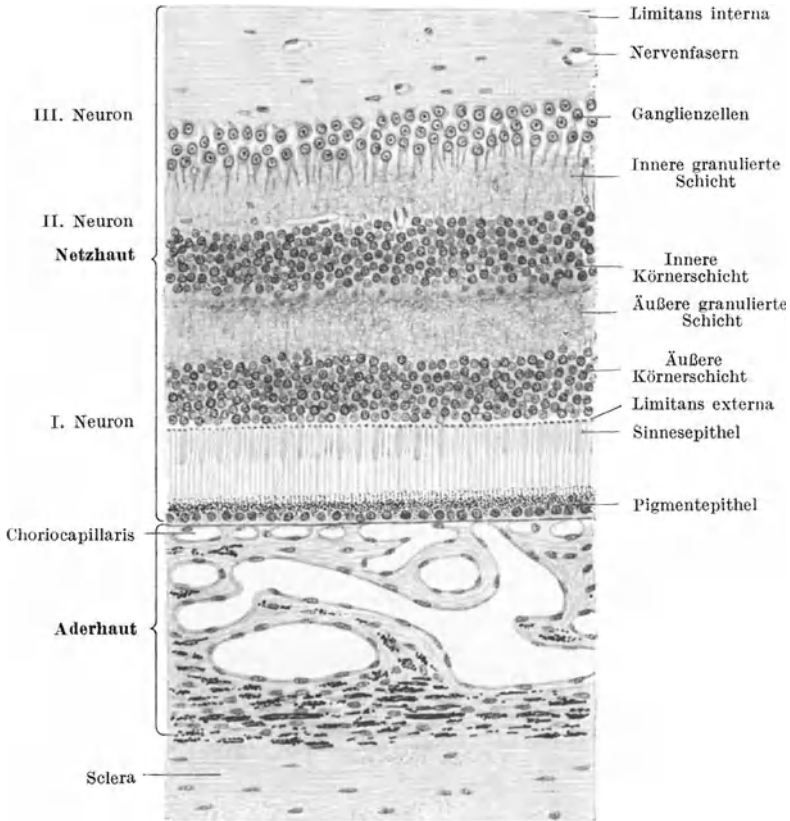 Limitans interna
Nervenfasern
III. Neuron
Ganglienzellen
Innere granulierte
Schicht
II. Neuron
Netzhaut
Innere
Körnerschicht
Äußere granulierte
Schicht
Äußere
Körnerschicht
Limitans externa
I. Neuron
Sinnesepithel
Pigmentepithel
Choriocapillaris
Aderhaut
Sclera